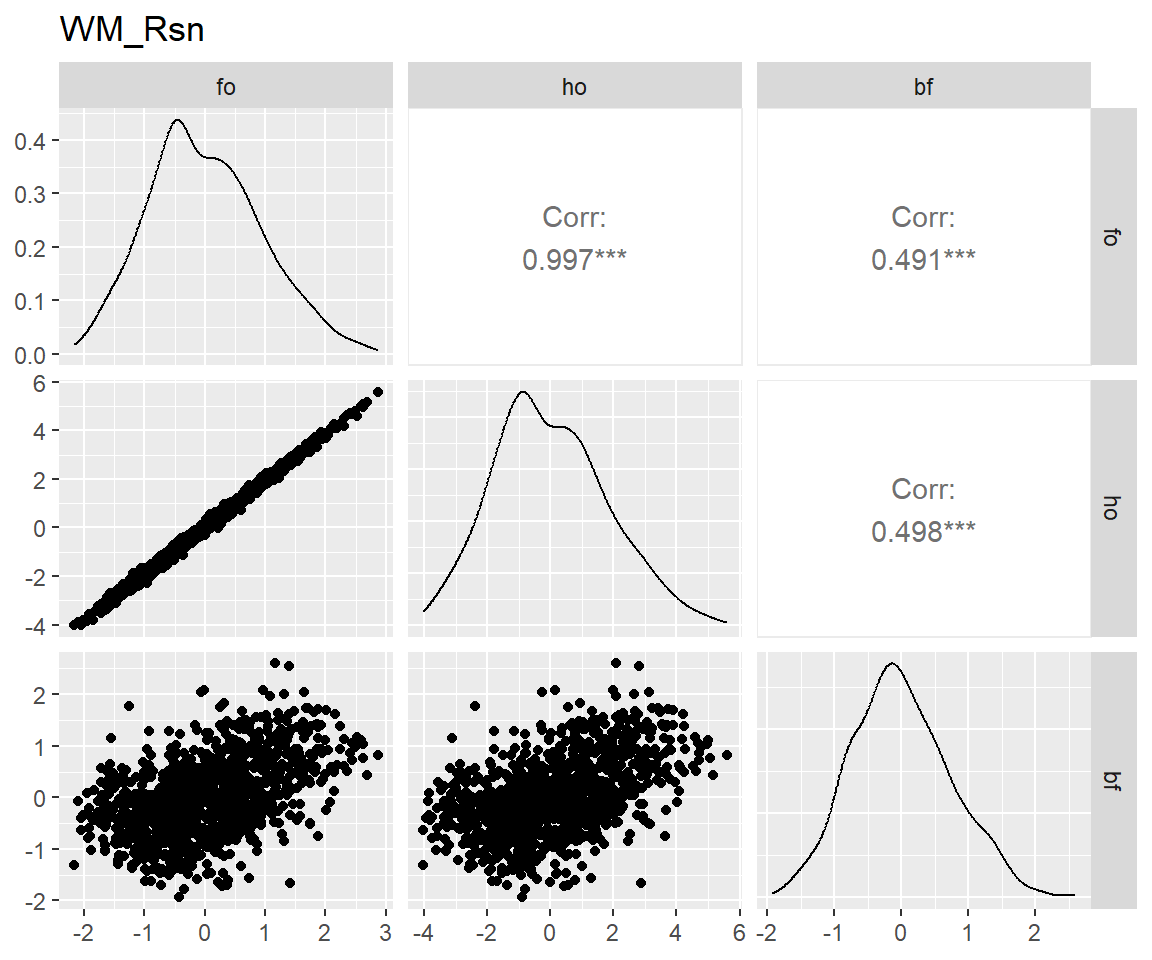 WM_Rsn
fo
ho
bf
0.4
0.3
0.2
0.1
0.0
Corr:
0.997***
Corr:
0.491***
fo
6
4
2
0
-2
-4
Corr:
0.498***
ho
2
1
0
-1
-2
bf
-2 -1 0 1 2 3
-4 -2 0 2 4 6
-2 -1 0 1 2